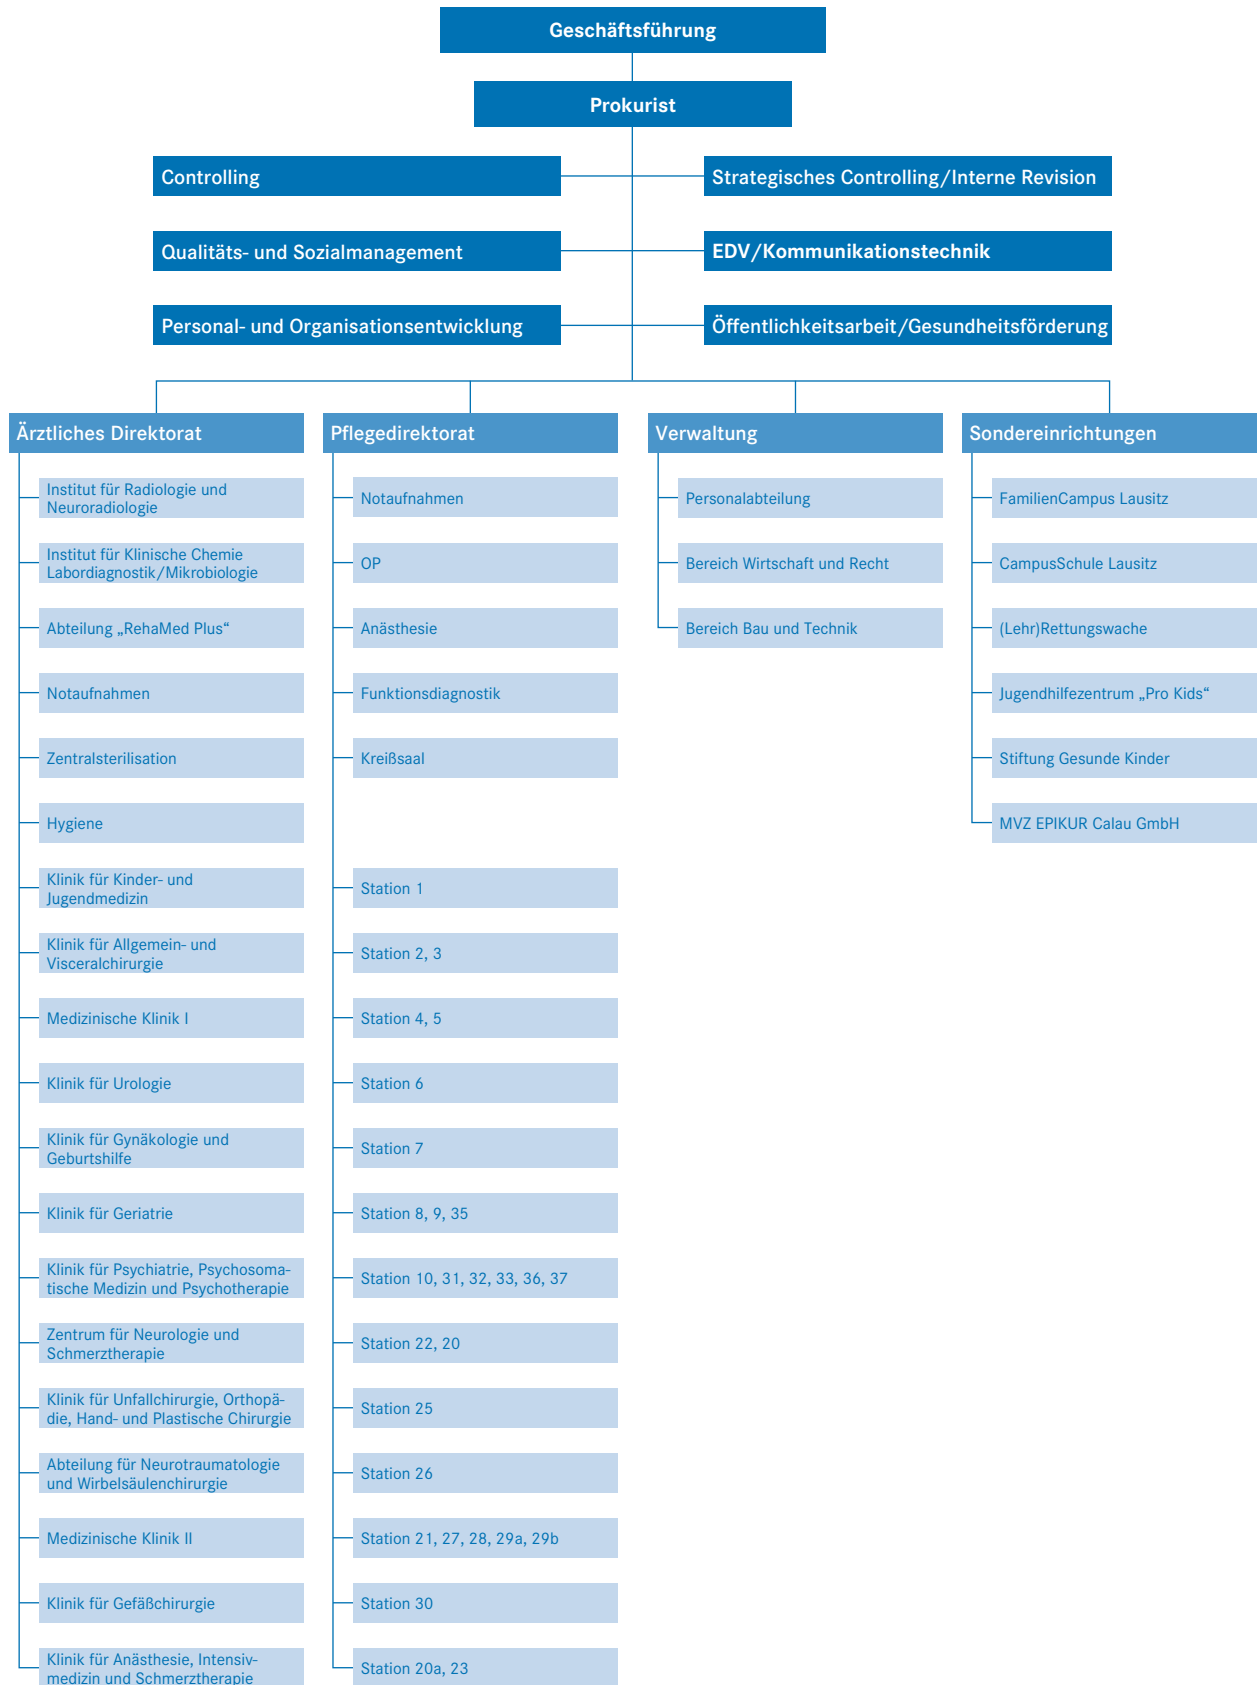 Geschäftsführung
Prokurist
Controlling
Strategisches Controlling/Interne Revision
Qualitäts- und Sozialmanagement
EDV/Kommunikationstechnik
Personal- und Organisationsentwicklung
Öffentlichkeitsarbeit/Gesundheitsförderung
Ärztliches Direktorat
Institut für Radiologie und
Neuroradiologie
Institut für Klinische Chemie
Labordiagnostik/Mikrobiologie
Abteilung „RehaMed Plus“
Notaufnahmen
Zentralsterilisation
Hygiene
Klinik für Kinder- und
Jugendmedizin
Klinik für Allgemein- und
Visceralchirurgie
Medizinische Klinik I
Klinik für Urologie
Klinik für Gynäkologie und
Geburtshilfe
Klinik für Geriatrie
Klinik für Psychiatrie, Psychosoma-
tische Medizin und Psychotherapie
Zentrum für Neurologie und
Schmerztherapie
Klinik für Unfallchirurgie, Orthopä-
die, Hand- und Plastische Chirurgie
Abteilung für Neurotraumatologie
und Wirbelsäulenchirurgie
Medizinische Klinik II
Klinik für Gefäßchirurgie
Klinik für Anästhesie, Intensiv-
medizin und Schmerztherapie
Pflegedirektorat
Notaufnahmen
OP
Anästhesie
Funktionsdiagnostik
Kreißsaal
Station 1
Station 2, 3
Station 4, 5
Station 6
Station 7
Station 8, 9, 35
Station 10, 31, 32, 33, 36, 37
Station 22, 20
Station 25
Station 26
Station 21, 27, 28, 29a, 29b
Station 30
Station 20a, 23
Verwaltung
Personalabteilung
Bereich Wirtschaft und Recht
Bereich Bau und Technik
Sondereinrichtungen
FamilienCampus Lausitz
CampusSchule Lausitz
(Lehr)Rettungswache
Jugendhilfezentrum „Pro Kids“
Stiftung Gesunde Kinder
MVZ EPIKUR Calau GmbH